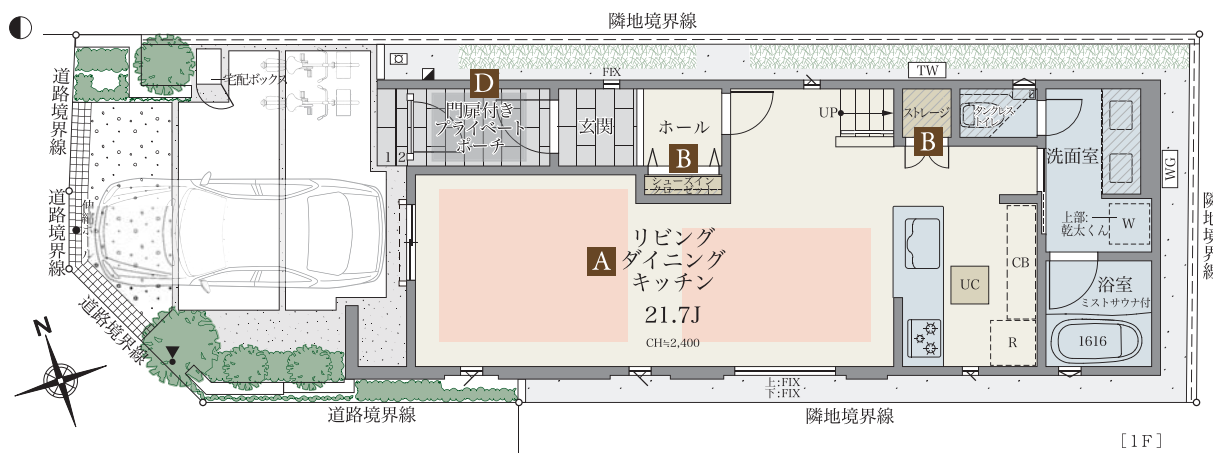 隣地境界線
道路境界線
宅配ボックス
FIX
TW
D
門扉付き
プライベート
ポーチ
1 2
玄関
ホール
B
シューズイン
クローゼット
UP
ストレージ
B
タンクレス
トイレ
洗面室
WG
上部:
乾太くん
W
道路境界線
伸縮ポール
隣地境界線
A
リビング
ダイニング
キッチン
21.7J
CH≒2,400
UC
CB
R
浴室
ミストサウナ付
1616
道路境界線
N
上:FIX
下:FIX
道路境界線
隣地境界線
[1F]